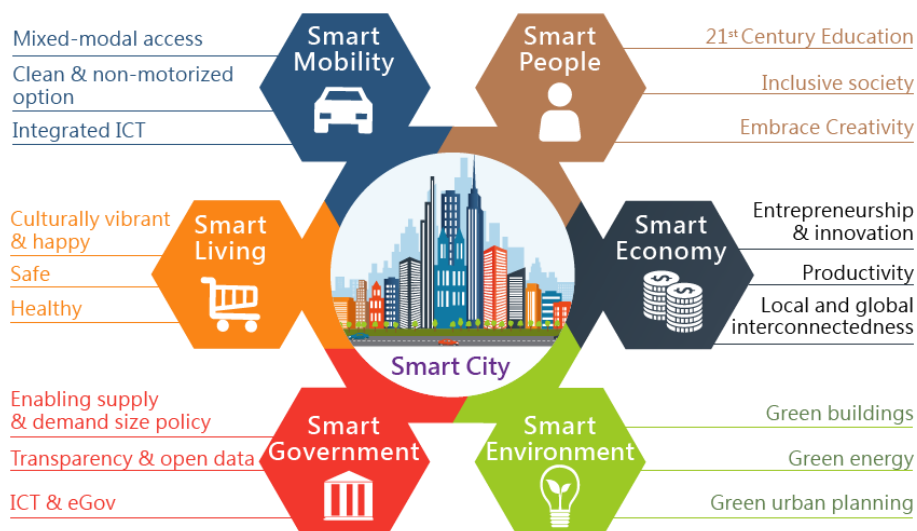 Mixed-modal access
Clean & non-motorized
option
Integrated ICT
Smart
Mobility
Smart
People
21st Century Education
Inclusive society
Embrace Creativity
Culturally vibrant
& happy
Safe
Healthy
Smart
Living
Smart City
Smart
Economy
Entrepreneurship
& innovation
Productivity
Local and global
interconnectedness
Enabling supply
& demand size policy
Transparency & open data
ICT & eGov
Smart
Government
Smart
Environment
Green buildings
Green energy
Green urban planning